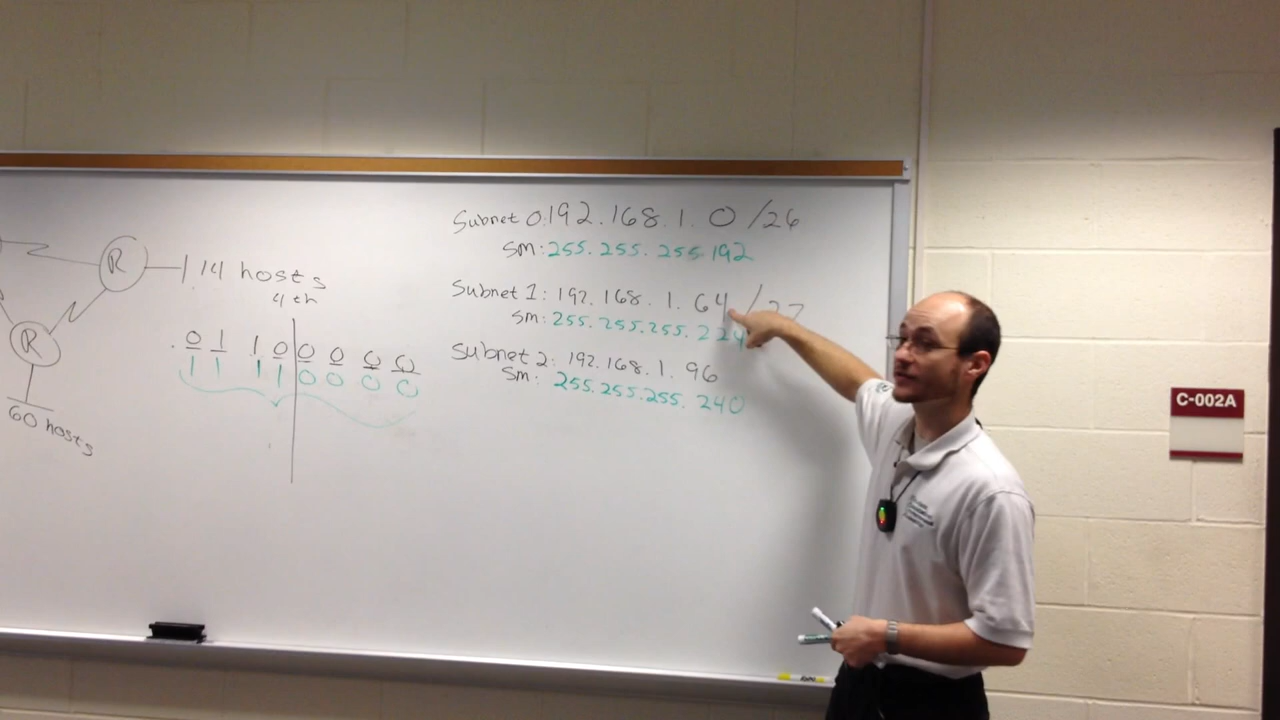 Subnet 0:192.168.1.0 /26
SM: 255.255.255.192
Subnet 1: 192.168.1.64 /27
SM: 255.255.255.224
Subnet 2: 192.168.1.96
SM: 255.255.255.240
R
14 hosts
4th
R
60 hosts
. 0 1 1 0 0 0 0 0
1 1 1 1 0 0 0 0
C-002A